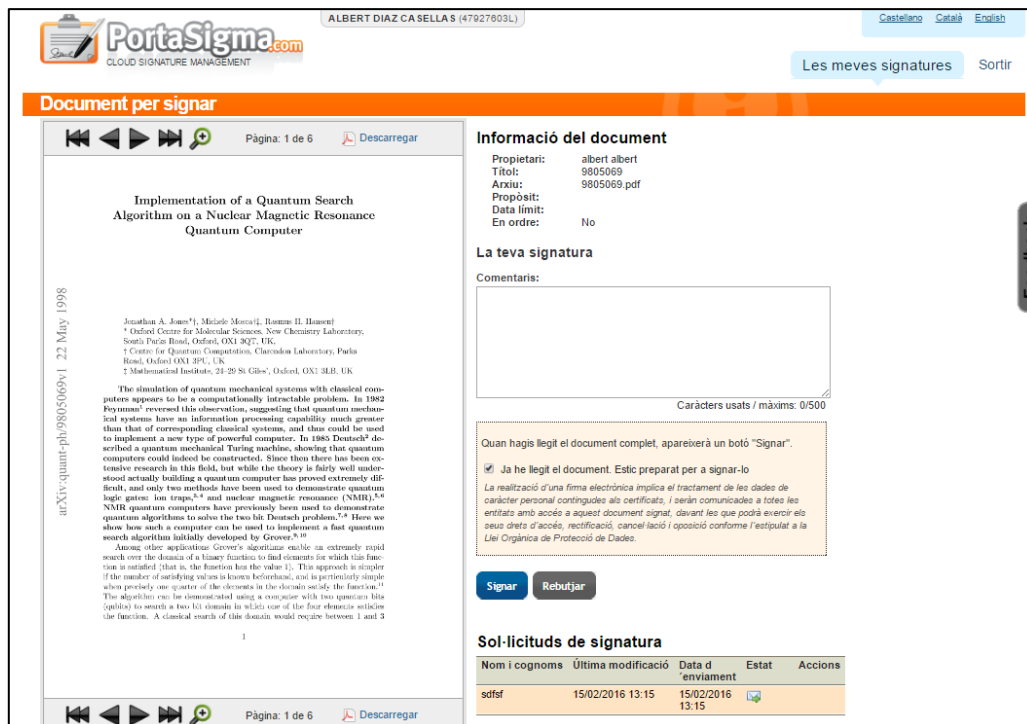 ALBERT DIAZ CASELLAS (47927603L)
Castellano Català English
PortaSigma.com
CLOUD SIGNATURE MANAGEMENT
Les meves signatures Sortir
Document per signar
Pàgina: 1 de 6 Descarregar
Implementation of a Quantum Search
Algorithm on a Nuclear Magnetic Resonance
Quantum Computer
arXiv:quant-ph/9805069v1 22 May 1998
Jonathan A. Jones*†, Michele Mosca†‡, Rasmus H. Hansen†
* Oxford Centre for Molecular Sciences, New Chemistry Laboratory,
South Parks Road, Oxford, OX1 3QT, UK,
† Centre for Quantum Computation, Clarendon Laboratory, Parks
Road, Oxford OX1 3PU, UK
‡ Mathematical Institute, 24–29 St Giles', Oxford, OX1 3LB, UK
The simulation of quantum mechanical systems with classical com-
puters appears to be a computationally intractable problem. In 1982
Feynman¹ reversed this observation, suggesting that quantum mechan-
ical systems have an information processing capability much greater
than that of corresponding classical systems, and thus could be used
to implement a new type of powerful computer. In 1985 Deutsch² de-
scribed a quantum mechanical Turing machine, showing that quantum
computers could indeed be constructed. Since then there has been ex-
tensive research in this field, but while the theory is fairly well under-
stood actually building a quantum computer has proved extremely dif-
ficult, and only two methods have been used to demonstrate quantum
logic gates: ion traps,³,⁴ and nuclear magnetic resonance (NMR).⁵,⁶
NMR quantum computers have previously been used to demonstrate
quantum algorithms to solve the two bit Deutsch problem.⁷,⁸ Here we
show how such a computer can be used to implement a fast quantum
search algorithm initially developed by Grover.⁹,¹⁰
Among other applications Grover's algorithms enable an extremely rapid
search over the domain of a binary function to find elements for which this func-
tion is satisfied (that is, the function has the value 1). This approach is simpler
if the number of satisfying values is known beforehand, and is particularly simple
when precisely one quarter of the elements in the domain satisfy the function.¹¹
The algorithm can be demonstrated using a computer with two quantum bits
(qubits) to search a two bit domain in which one of the four elements satisfies
the function. A classical search of this domain would require between 1 and 3
1
Pàgina: 1 de 6 Descarregar
Informació del document
Propietari: albert albert
Títol: 9805069
Arxiu: 9805069.pdf
Propòsit:
Data límit:
En ordre: No
La teva signatura
Comentaris:
Caràcters usats / màxims: 0/500
Quan hagis llegit el document complet, apareixerà un botó "Signar".
Ja he llegit el document. Estic preparat per a signar-lo
La realització d'una firma electrònica implica el tractament de les dades de
caràcter personal contingudes als certificats, i seràn comunicades a totes les
entitats amb accés a aquest document signat, davant les que podrà exercir els
seus drets d'accés, rectificació, cancel·lació i oposició conforme l'estipulat a la
Llei Orgànica de Protecció de Dades.
Signar Rebutjar
Sol·licituds de signatura
Nom i cognoms Última modificació Data d Estat Accions
´enviament
sdfsf 15/02/2016 13:15 15/02/2016
13:15